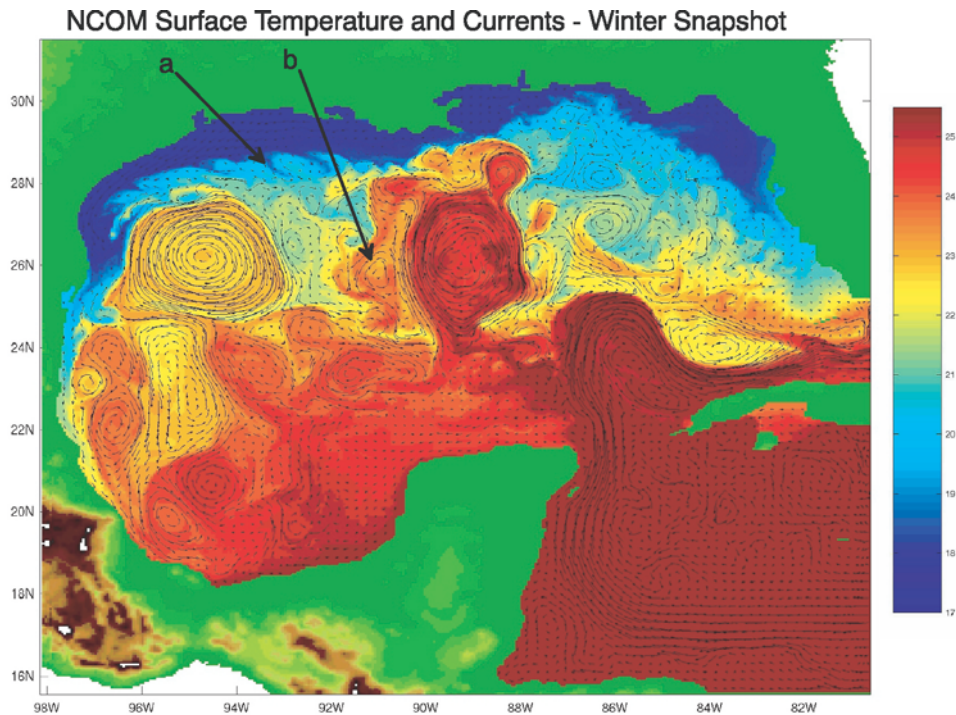 NCOM Surface Temperature and Currents - Winter Snapshot
a
b
30N
28N
26N
24N
22N
20N
18N
16N
98W
96W
94W
92W
90W
88W
86W
84W
82W
25
24
23
22
21
20
19
18
17